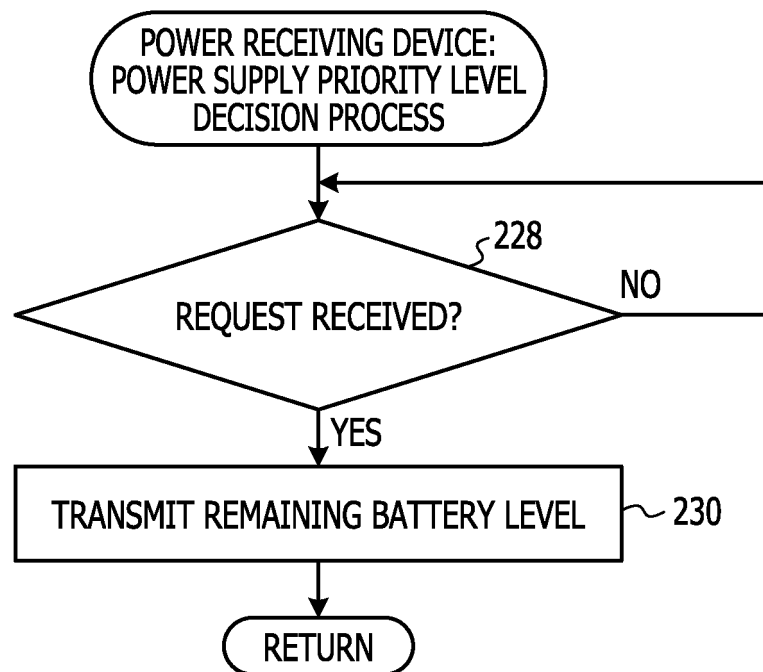 POWER RECEIVING DEVICE:
POWER SUPPLY PRIORITY LEVEL
DECISION PROCESS
228
REQUEST RECEIVED?
NO
YES
TRANSMIT REMAINING BATTERY LEVEL
230
RETURN